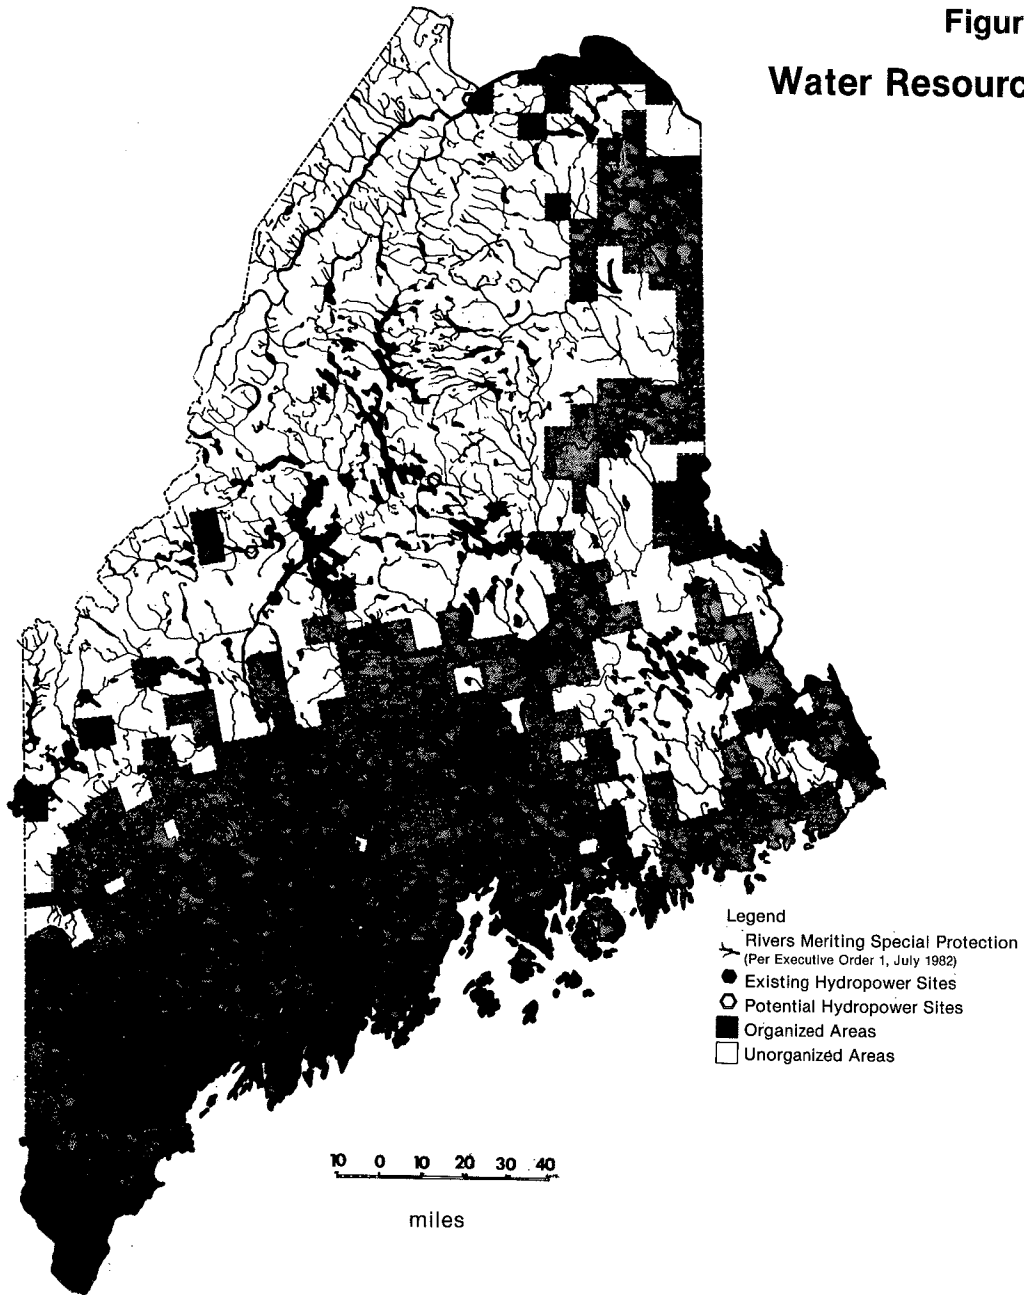 Figur
Water Resourc
Legend
Rivers Meriting Special Protection
(Per Executive Order 1, July 1982)
Existing Hydropower Sites
Potential Hydropower Sites
Organized Areas
Unorganized Areas
10 0 10 20 30 40
miles